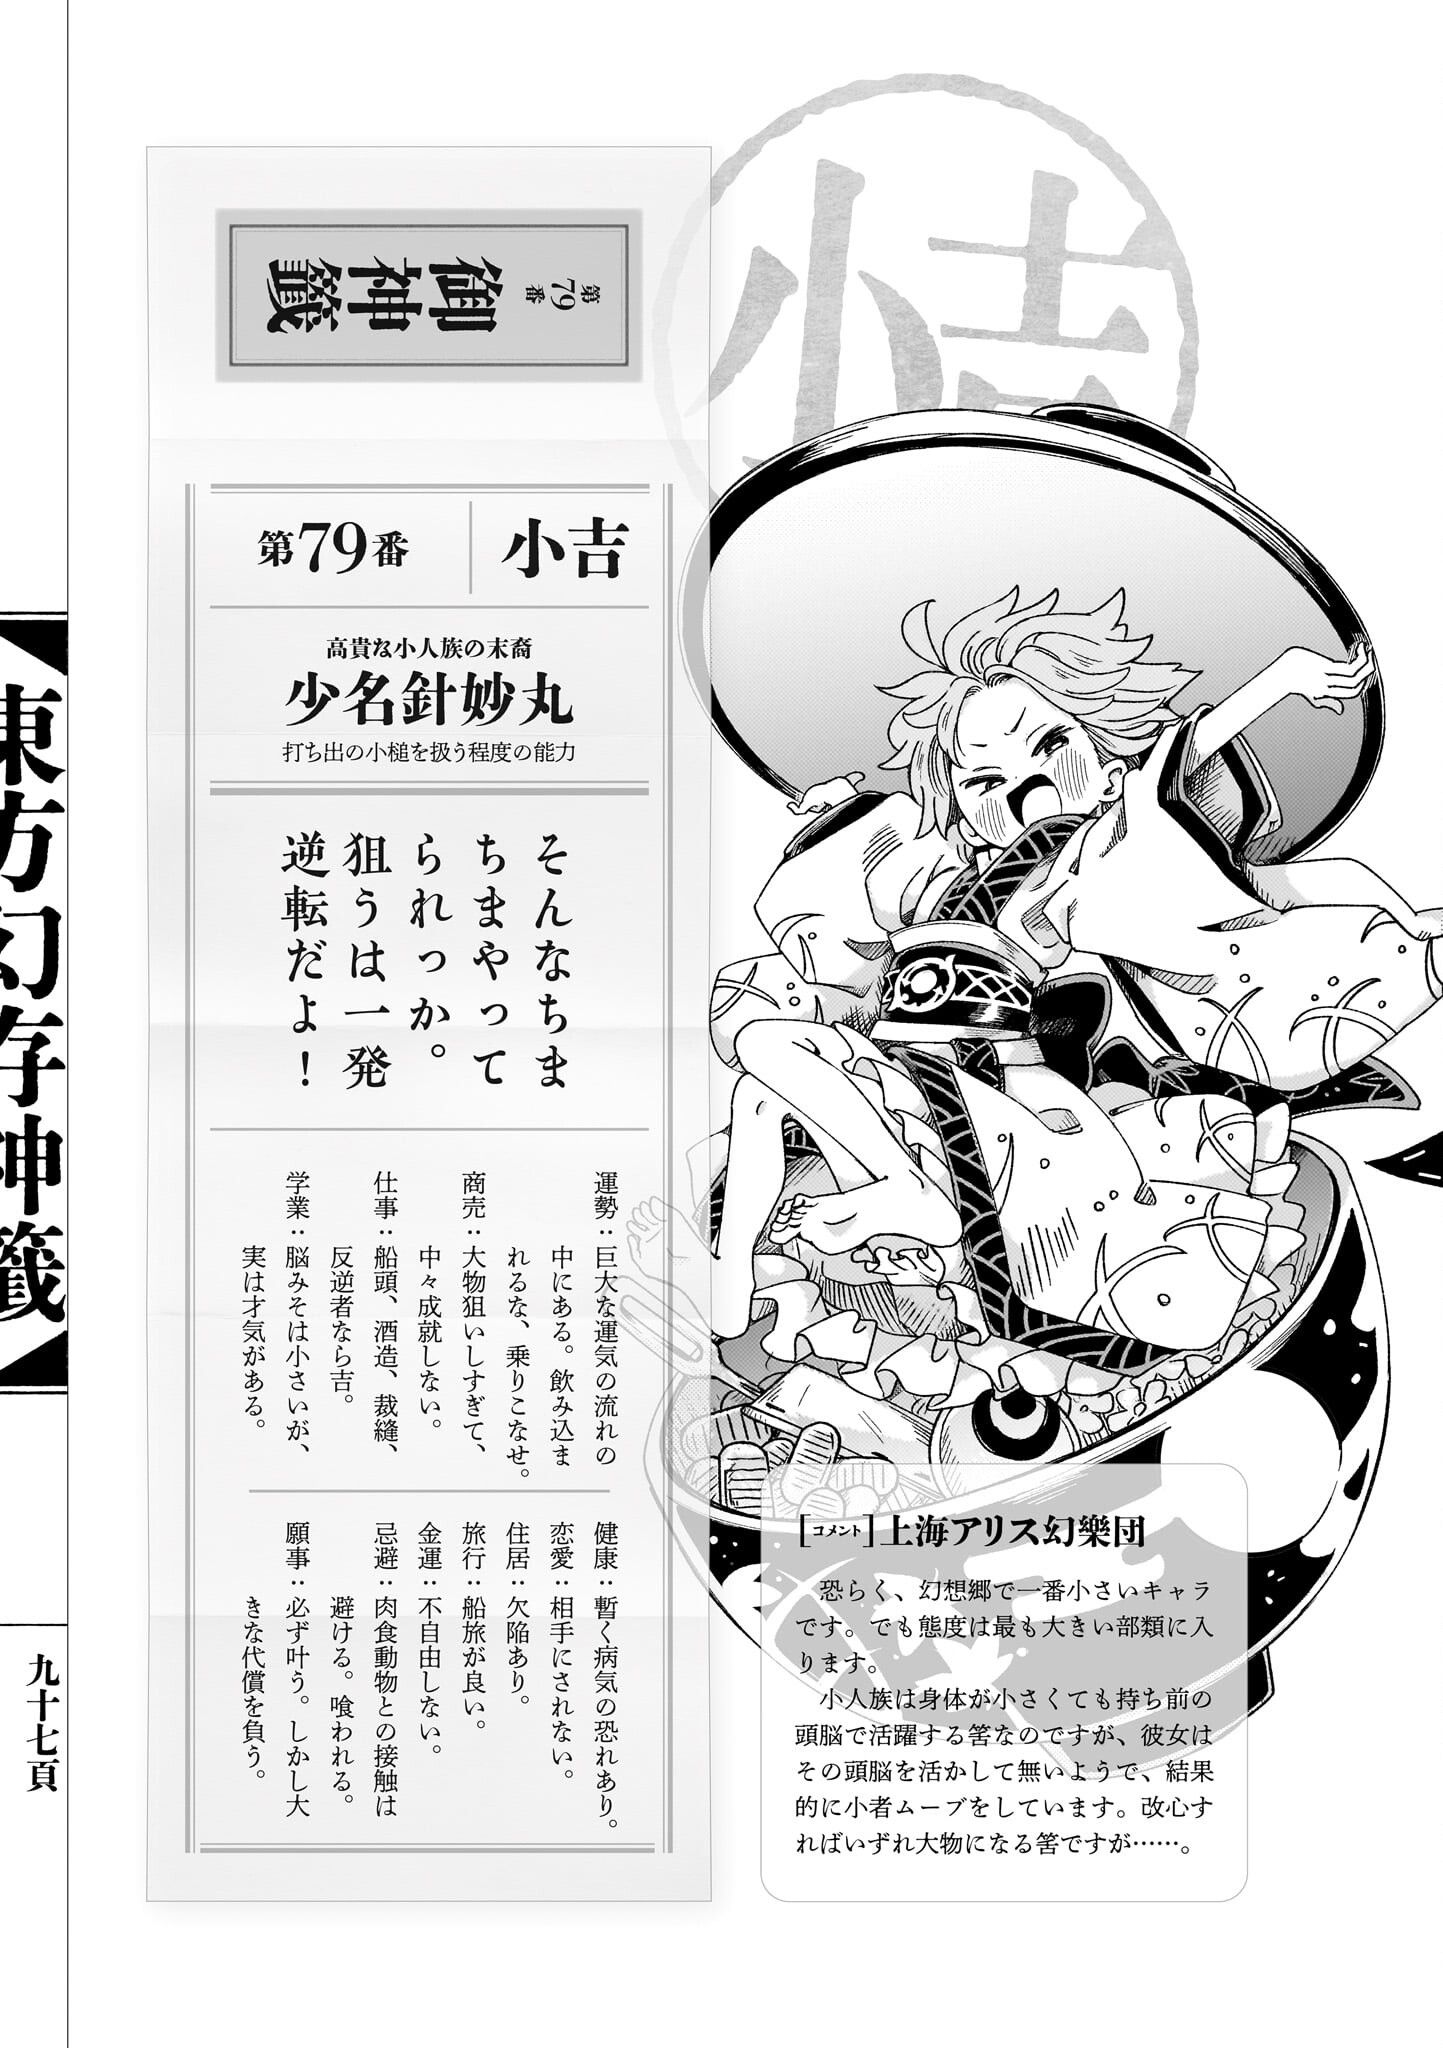 小吉
御神籤
第79番
第79番
小吉
高貴な小人族の末裔
少名針妙丸
打ち出の小槌を扱う程度の能力
そんなちま
ちまやって
られっか。
狙うは一発
逆転だよ！
運勢：巨大な運気の流れの
中にある。飲み込ま
れるな、乗りこなせ。
商売：大物狙いしすぎて、
中々成就しない。
仕事：船頭、酒造、裁縫、
反逆者なら吉。
学業：脳みそは小さいが、
実は才気がある。
健康：暫く病気の恐れあり。
恋愛：相手にされない。
住居：欠陥あり。
旅行：船旅が良い。
金運：不自由しない。
忌避：肉食動物との接触は
避ける。喰われる。
願事：必ず叶う。しかし大
きな代償を負う。
［コメント］上海アリス幻樂団
恐らく、幻想郷で一番小さいキャラ
です。でも態度は最も大きい部類に入
ります。
小人族は身体が小さくても持ち前の
頭脳で活躍する筈なのですが、彼女は
その頭脳を活かして無いようで、結果
的に小者ムーブをしています。改心す
ればいずれ大物になる筈ですが……。
東方幻存神籤
九十七頁